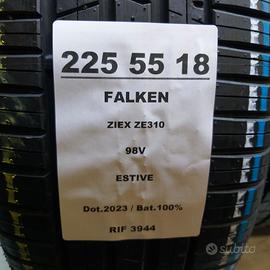 225 55 18
FALKEN
ZIEX ZE310
98V
ESTIVE
Dot.2023 / Bat.100%
RIF 3944
subito